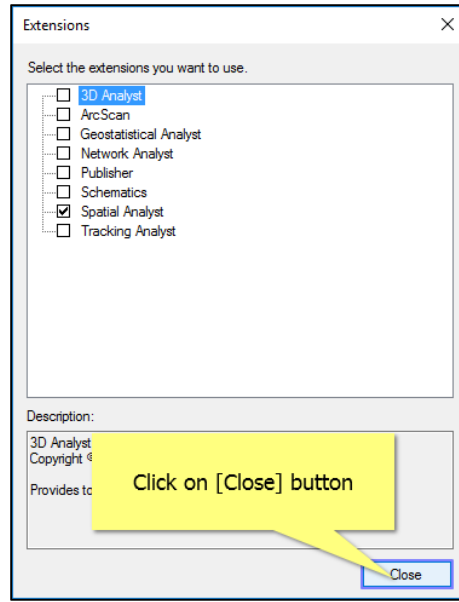 Extensions
Select the extensions you want to use.
3D Analyst
ArcScan
Geostatistical Analyst
Network Analyst
Publisher
Schematics
Spatial Analyst
Tracking Analyst
Description:
3D Analyst
Copyright
Provides
Click on [Close] button
Close